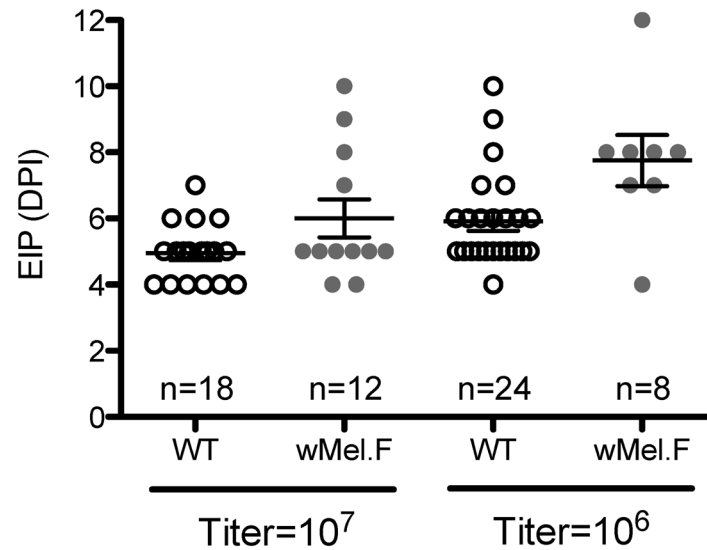 12
10
8
6
4
2
0
EIP (DPI)
n=18 n=12 n=24 n=8
WT wMel.F WT wMel.F
Titer=10⁷ Titer=10⁶